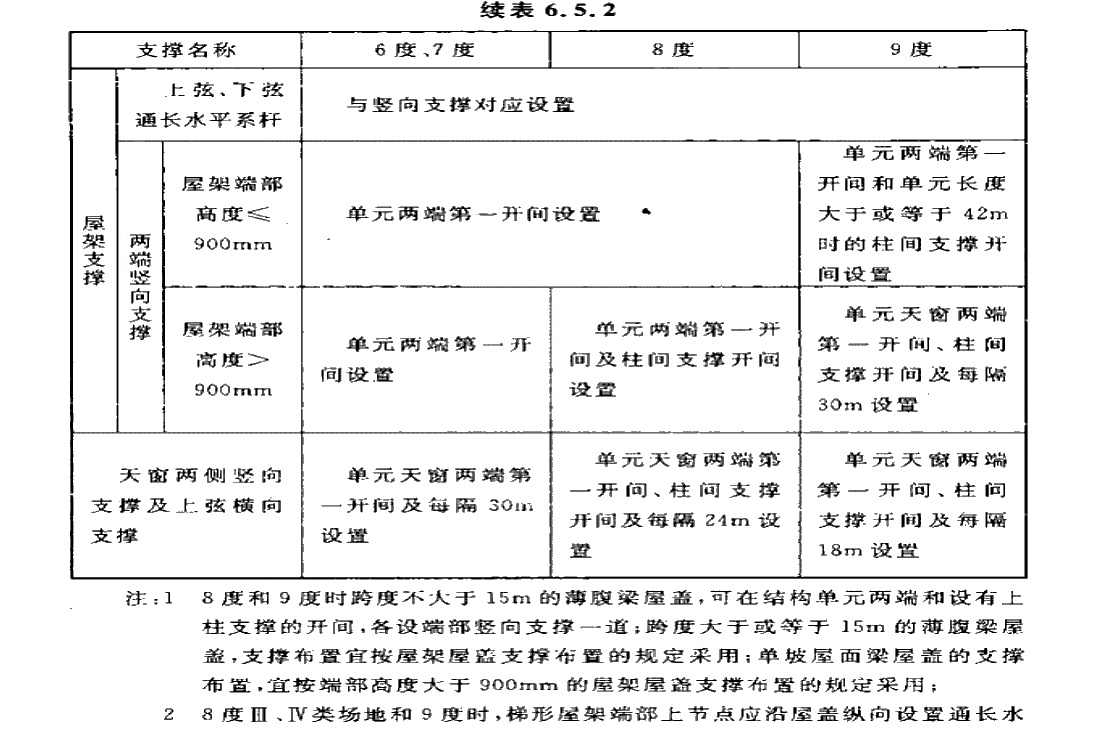 续表 6.5.2
支撑名称 6度、7度 8度 9度
屋架支撑
上弦、下弦
通长水平系杆
与竖向支撑对应设置
两端竖向支撑
屋架端部
高度≤
900mm
单元两端第一开间设置
单元两端第一
开间和单元长度
大于或等于 42m
时的柱间支撑开
间设置
屋架端部
高度＞
900mm
单元两端第一开
间设置
单元两端第一开
间及柱间支撑开间
设置
单元天窗两端
第一开间、柱间
支撑开间及每隔
30m 设置
天窗两侧竖向
支撑及上弦横向
支撑
单元天窗两端第
一开间及每隔 30m
设置
单元天窗两端第
一开间、柱间支撑
开间及每隔 24m 设
置
单元天窗两端
第一开间、柱间
支撑开间及每隔
18m 设置
注:1 8度和9度时跨度不大于 15m 的薄腹梁屋盖,可在结构单元两端和设有上
柱支撑的开间,各设端部竖向支撑一道;跨度大于或等于 15m 的薄腹梁屋
盖,支撑布置宜按屋架屋盖支撑布置的规定采用;单坡屋面梁屋盖的支撑
布置,宜按端部高度大于 900mm 的屋架屋盖支撑布置的规定采用;
2 8度Ⅲ、Ⅳ类场地和9度时,梯形屋架端部上节点应沿屋盖纵向设置通长水